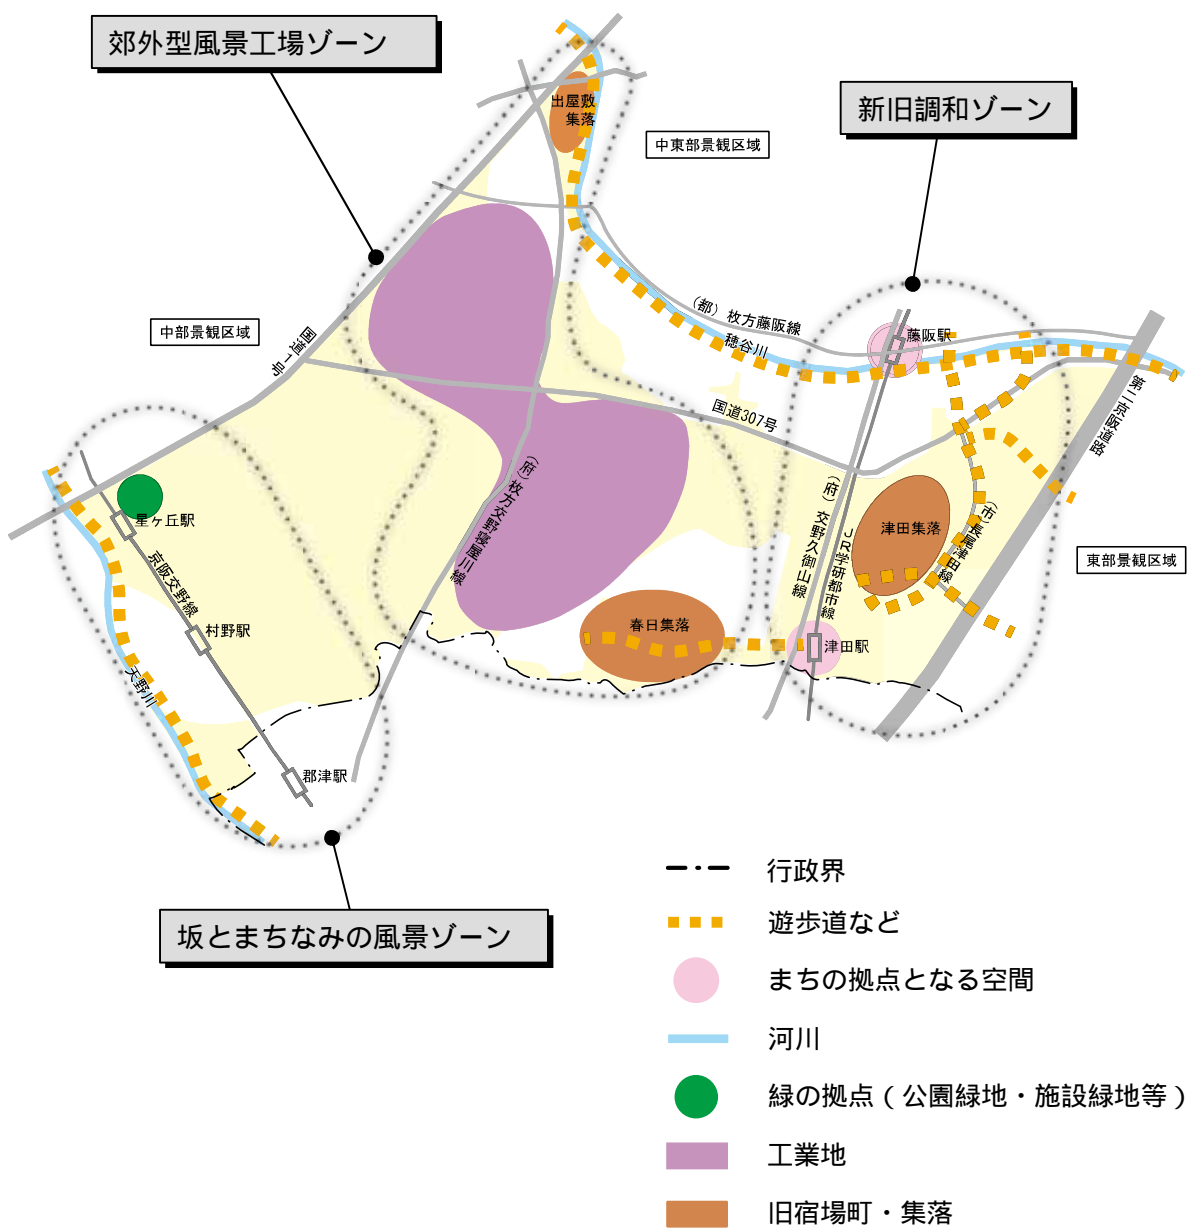 郊外型風景工場ゾーン
新旧調和ゾーン
出屋敷
集落
中東部景観区域
(都)枚方藤阪線
穂谷川
藤阪駅
中部景観区域
国道1号
国道307号
第二京阪道路
(府)枚方交野寝屋川線
(府)交野久御山線
JR学研都市線
津田集落
(市)長尾津田線
東部景観区域
星ヶ丘駅
京阪交野線
村野駅
天野川
春日集落
津田駅
郡津駅
坂とまちなみの風景ゾーン
行政界
遊歩道など
まちの拠点となる空間
河川
緑の拠点(公園緑地・施設緑地等)
工業地
旧宿場町・集落